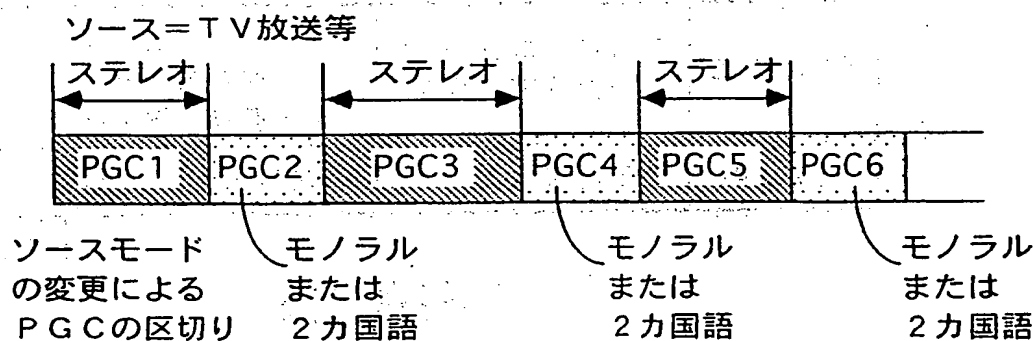 ソース=TV放送等
ステレオ ステレオ ステレオ
PGC1 PGC2 PGC3 PGC4 PGC5 PGC6
ソースモード
の変更による
PGCの区切り
モノラル
または
2カ国語
モノラル
または
2カ国語
モノラル
または
2カ国語